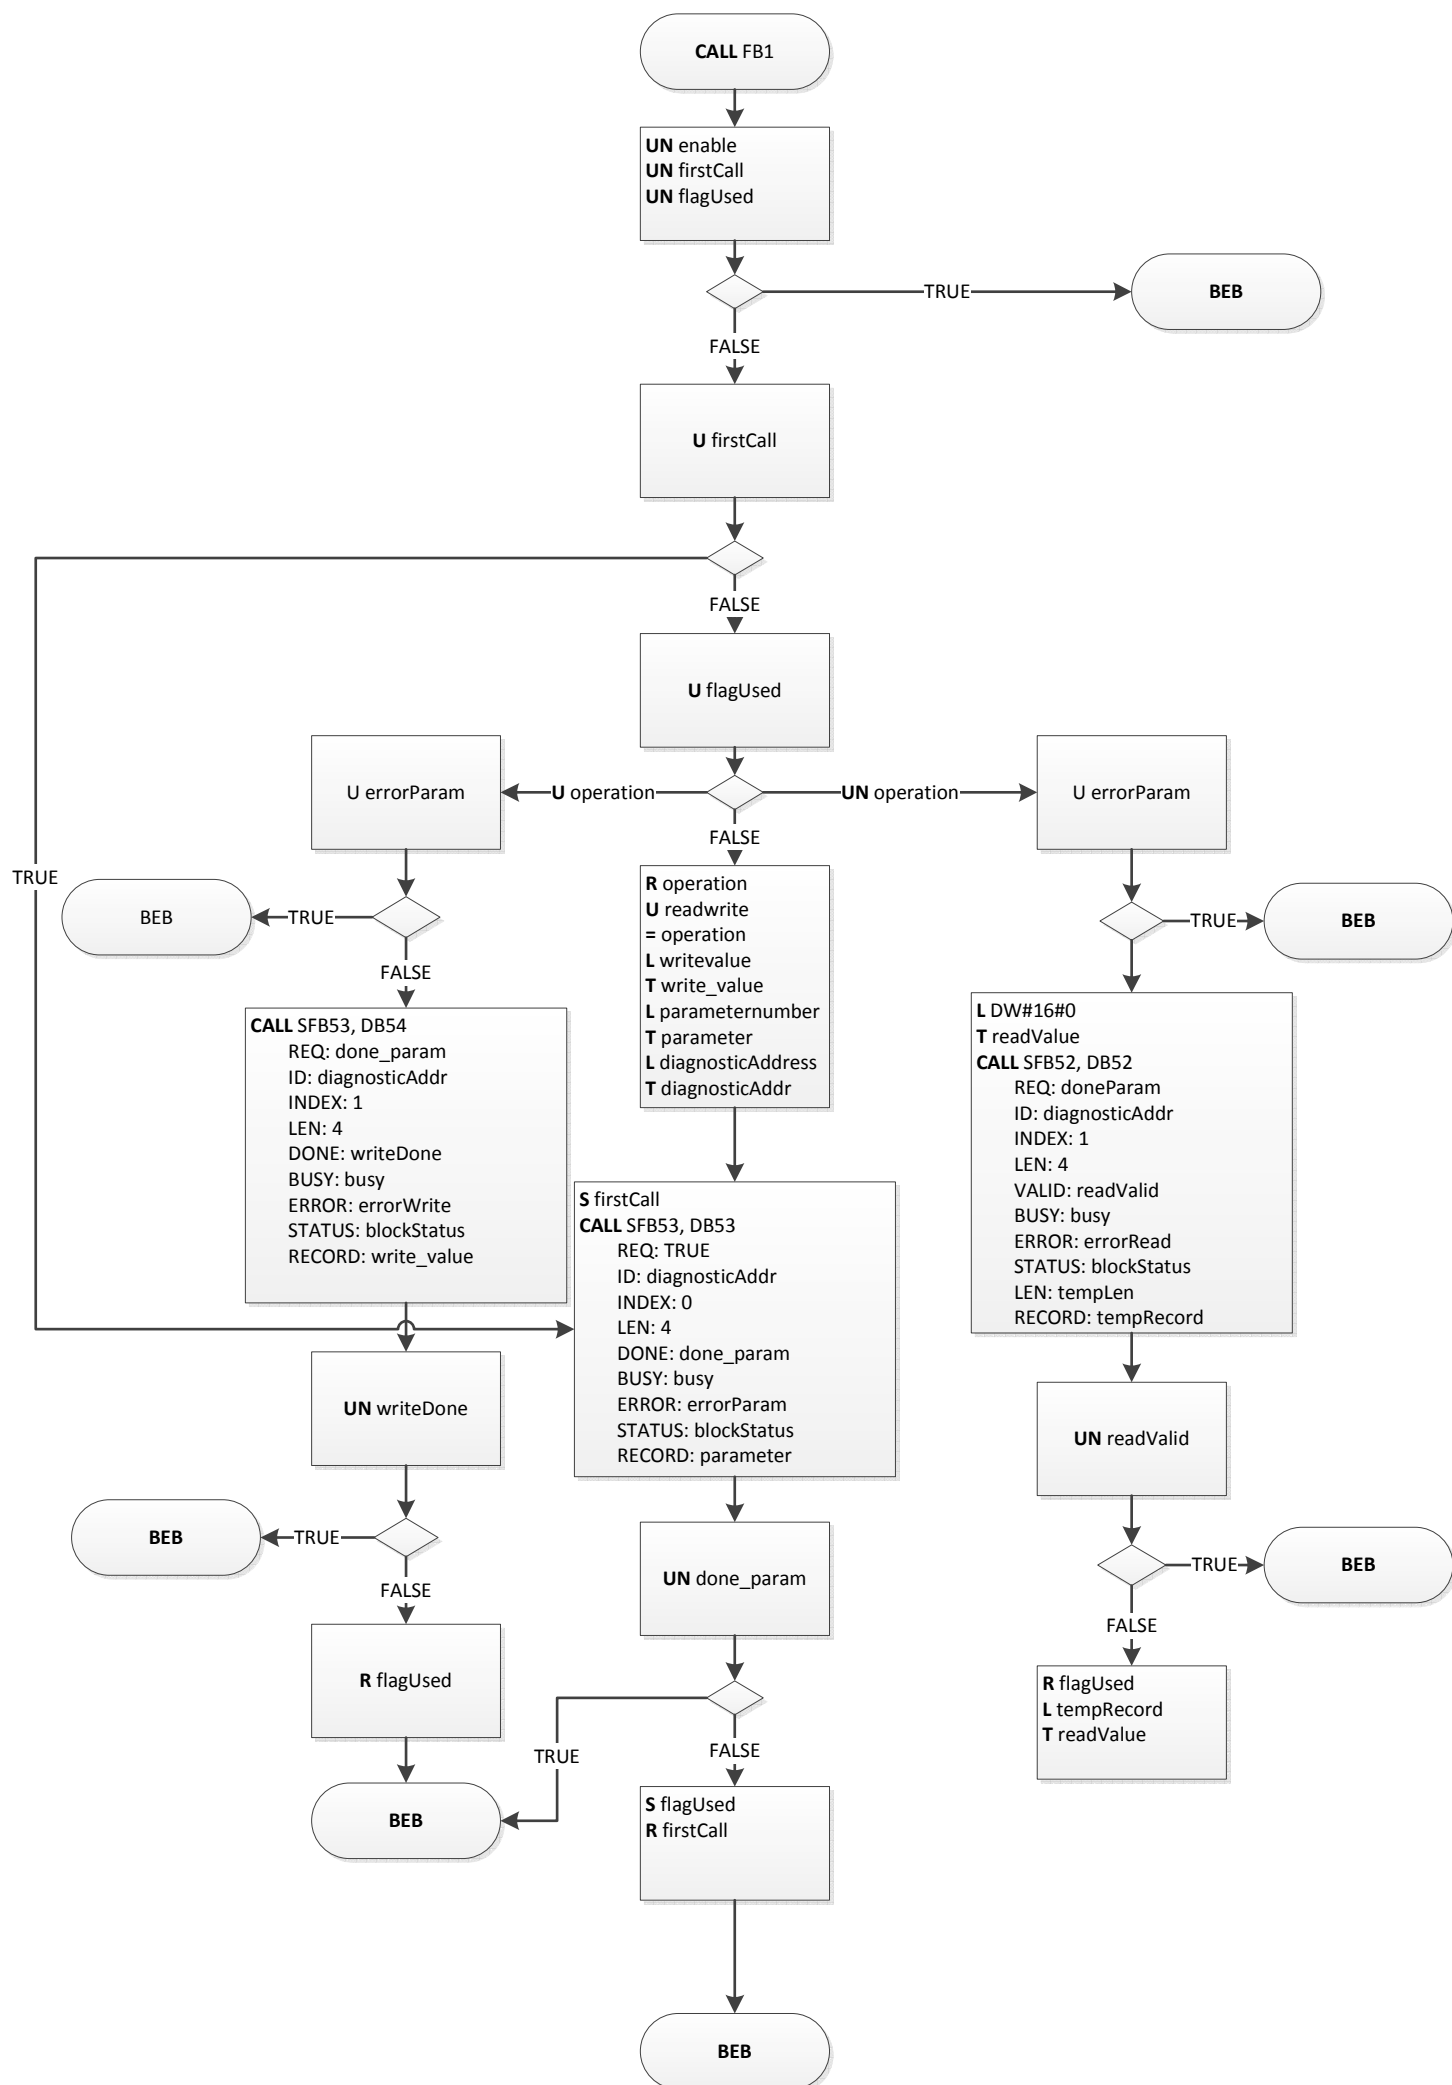 CALL FB1
UN enable
UN firstCall
UN flagUsed
TRUE
BEB
FALSE
U firstCall
FALSE
TRUE
U flagUsed
U operation
UN operation
FALSE
U errorParam
TRUE
BEB
FALSE
CALL SFB53, DB54
REQ: done_param
ID: diagnosticAddr
INDEX: 1
LEN: 4
DONE: writeDone
BUSY: busy
ERROR: errorWrite
STATUS: blockStatus
RECORD: write_value
UN writeDone
TRUE
BEB
FALSE
R flagUsed
BEB
R operation
U readwrite
= operation
L writevalue
T write_value
L parameternumber
T parameter
L diagnosticAddress
T diagnosticAddr
S firstCall
CALL SFB53, DB53
REQ: TRUE
ID: diagnosticAddr
INDEX: 0
LEN: 4
DONE: done_param
BUSY: busy
ERROR: errorParam
STATUS: blockStatus
RECORD: parameter
UN done_param
TRUE
FALSE
S flagUsed
R firstCall
BEB
U errorParam
TRUE
BEB
L DW#16#0
T readValue
CALL SFB52, DB52
REQ: doneParam
ID: diagnosticAddr
INDEX: 1
LEN: 4
VALID: readValid
BUSY: busy
ERROR: errorRead
STATUS: blockStatus
LEN: tempLen
RECORD: tempRecord
UN readValid
TRUE
BEB
FALSE
R flagUsed
L tempRecord
T readValue